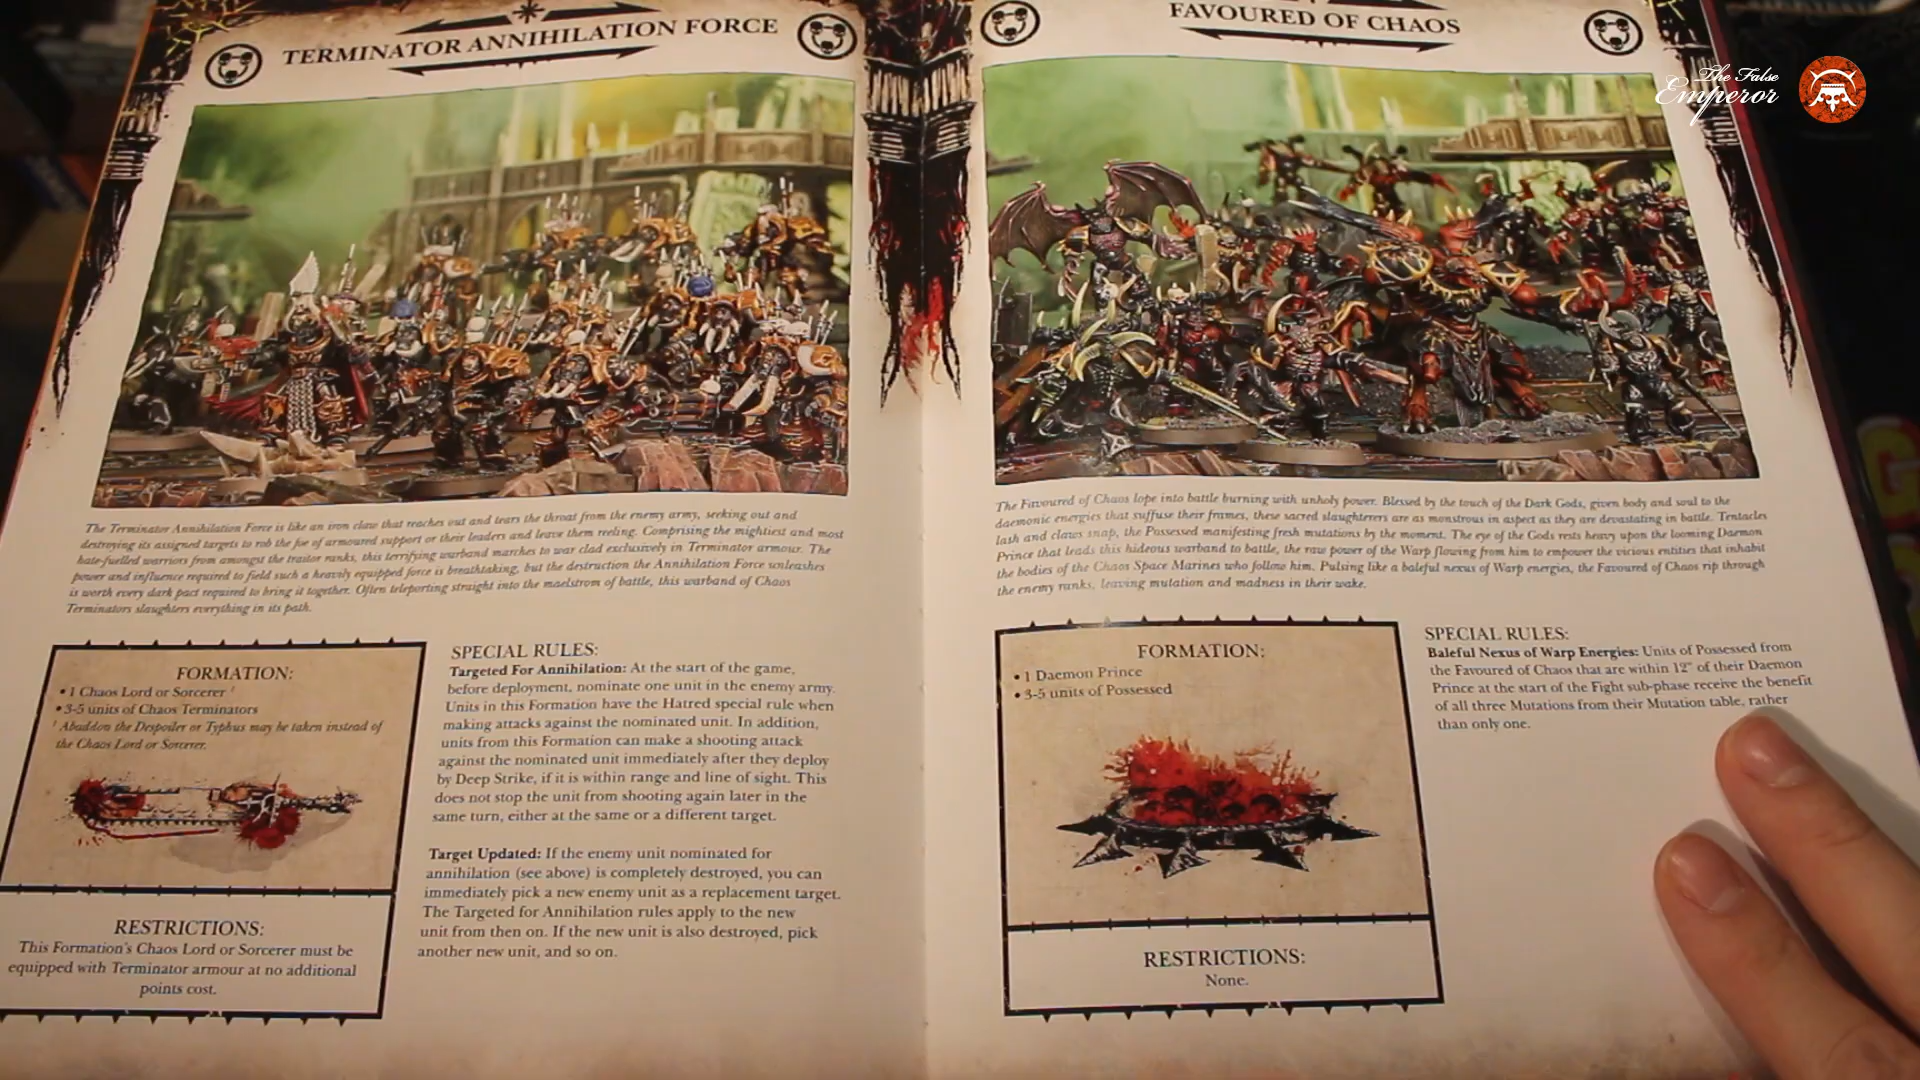 TERMINATOR ANNIHILATION FORCE
The Terminator Annihilation Force is like an iron claw that reaches out and tears the throat from the enemy army, seeking out and
destroying its assigned targets to rob the foe of armoured support or their leaders and leave them reeling. Comprising the mightiest and most
hate-fuelled warriors from amongst the traitor ranks, this terrifying warband marches to war clad exclusively in Terminator armour. The
power and influence required to field such a heavily equipped force is breathtaking, but the destruction the Annihilation Force unleashes
is worth every dark pact required to bring it together. Often teleporting straight into the maelstrom of battle, this warband of Chaos
Terminators slaughters everything in its path.
FORMATION:
• 1 Chaos Lord or Sorcerer ¹
• 3-5 units of Chaos Terminators
¹ Abaddon the Despoiler or Typhus may be taken instead of
the Chaos Lord or Sorcerer.
RESTRICTIONS:
This Formation's Chaos Lord or Sorcerer must be
equipped with Terminator armour at no additional
points cost.
SPECIAL RULES:
Targeted For Annihilation: At the start of the game,
before deployment, nominate one unit in the enemy army.
Units in this Formation have the Hatred special rule when
making attacks against the nominated unit. In addition,
units from this Formation can make a shooting attack
against the nominated unit immediately after they deploy
by Deep Strike, if it is within range and line of sight. This
does not stop the unit from shooting again later in the
same turn, either at the same or a different target.
Target Updated: If the enemy unit nominated for
annihilation (see above) is completely destroyed, you can
immediately pick a new enemy unit as a replacement target.
The Targeted for Annihilation rules apply to the new
unit from then on. If the new unit is also destroyed, pick
another new unit, and so on.
FAVOURED OF CHAOS
The Favoured of Chaos lope into battle burning with unholy power. Blessed by the touch of the Dark Gods, given body and soul to the
daemonic energies that suffuse their frames, these sacred slaughterers are as monstrous in aspect as they are devastating in battle. Tentacles
lash and claws snap, the Possessed manifesting fresh mutations by the moment. The eye of the Gods rests heavy upon the looming Daemon
Prince that leads this hideous warband to battle, the raw power of the Warp flowing from him to empower the vicious entities that inhabit
the bodies of the Chaos Space Marines who follow him. Pulsing like a baleful nexus of Warp energies, the Favoured of Chaos rip through
the enemy ranks, leaving mutation and madness in their wake.
FORMATION:
• 1 Daemon Prince
• 3-5 units of Possessed
RESTRICTIONS:
None.
SPECIAL RULES:
Baleful Nexus of Warp Energies: Units of Possessed from
the Favoured of Chaos that are within 12" of their Daemon
Prince at the start of the Fight sub-phase receive the benefit
of all three Mutations from their Mutation table, rather
than only one.
The False
Emperor